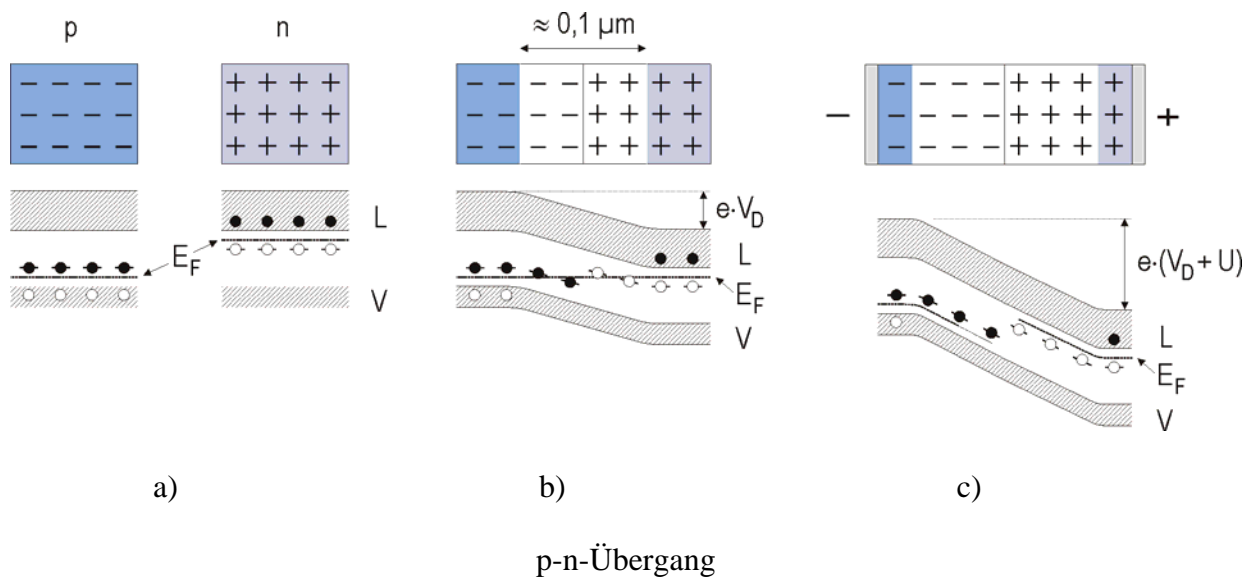 p
n
≈ 0,1 µm
− − − −
− − − −
− − − −
+ + + +
+ + + +
+ + + +
− − − − + + + +
− − − − + + + +
− − − − + + + +
− − − − + + + +
− − − − + + + +
− − − − + + + +
− +
L
E_F
V
e·V_D
L
E_F
V
e·(V_D + U)
L
E_F
V
a)
b)
c)
p-n-Übergang